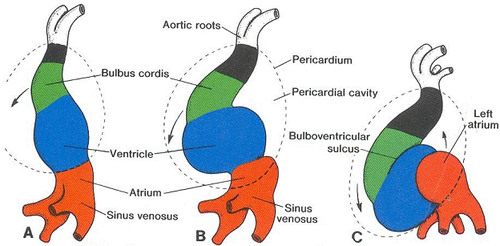 Aortic roots
Pericardium
Bulbus cordis
Pericardial cavity
Left
atrium
Bulboventricular
sulcus
Ventricle
Atrium
Sinus venosus
Sinus
venosus
A
B
C